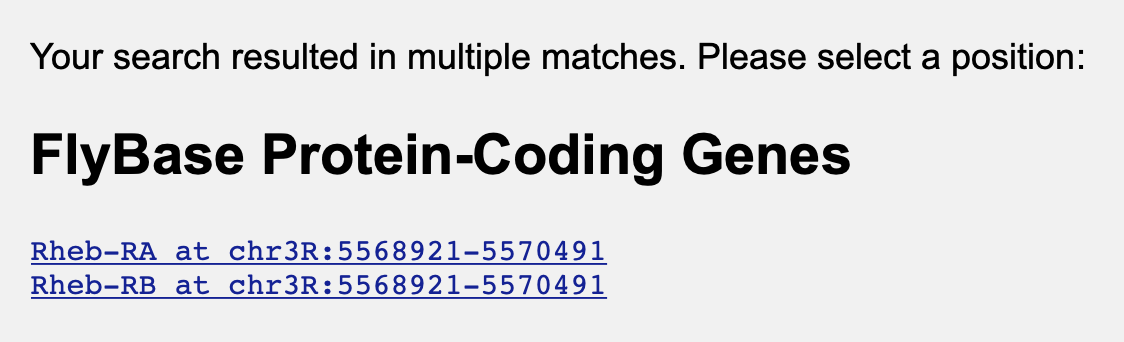 Your search resulted in multiple matches. Please select a position:
FlyBase Protein-Coding Genes
Rheb-RA at chr3R:5568921-5570491
Rheb-RB at chr3R:5568921-5570491